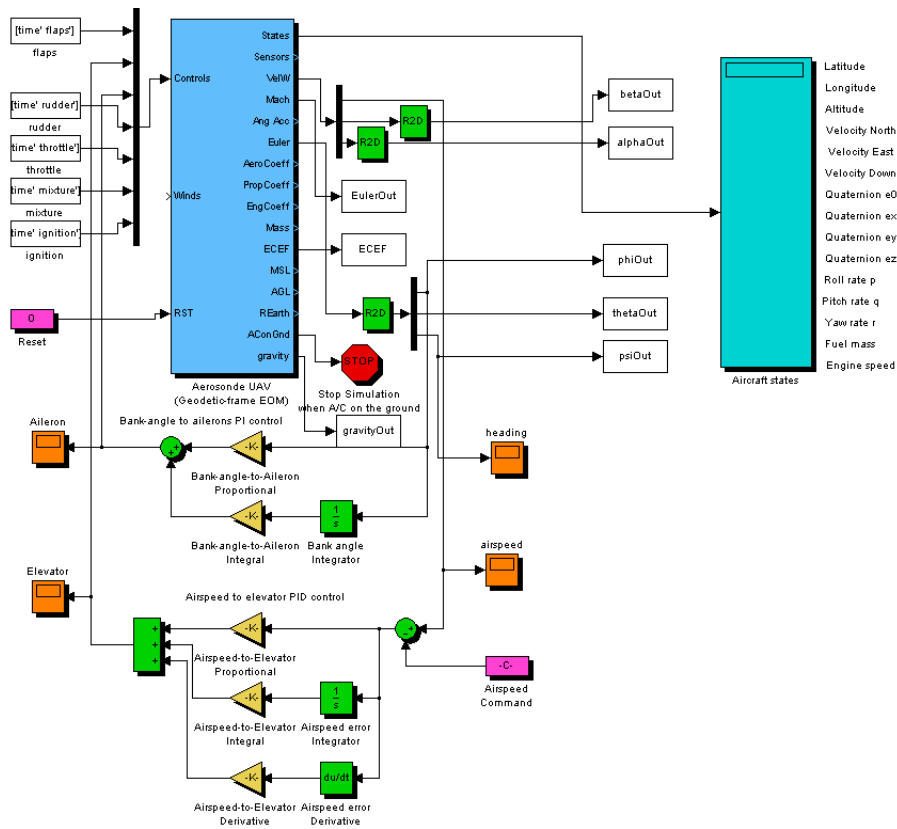 [time' flaps]
flaps
[time' rudder']
rudder
time' throttle']
throttle
time' mixture']
mixture
time' ignition'
ignition
0
Reset
Controls
Winds
RST
States
Sensors
VelW
Mach
Ang Acc
Euler
AeroCoeff
PropCoeff
EngCoeff
Mass
ECEF
MSL
AGL
REarth
AConGnd
gravity
Aerosonde UAV
(Geodetic-frame EOM)
R2D
R2D
R2D
betaOut
alphaOut
EulerOut
ECEF
phiOut
thetaOut
psiOut
STOP
Stop Simulation
when A/C on the ground
gravityOut
Latitude
Longitude
Altitude
Velocity North
Velocity East
Velocity Down
Quaternion e0
Quaternion ex
Quaternion ey
Quaternion ez
Roll rate p
Pitch rate q
Yaw rate r
Fuel mass
Engine speed
Aircraft states
Aileron
Bank-angle to ailerons PI control
+
+
-K-
Bank-angle-to-Aileron
Proportional
-K-
Bank-angle-to-Aileron
Integral
1
s
Bank angle
Integrator
heading
airspeed
Elevator
Airspeed to elevator PID control
+
+
+
-K-
Airspeed-to-Elevator
Proportional
-K-
Airspeed-to-Elevator
Integral
1
s
Airspeed error
Integrator
-K-
Airspeed-to-Elevator
Derivative
du/dt
Airspeed error
Derivative
-+
-C-
Airspeed
Command